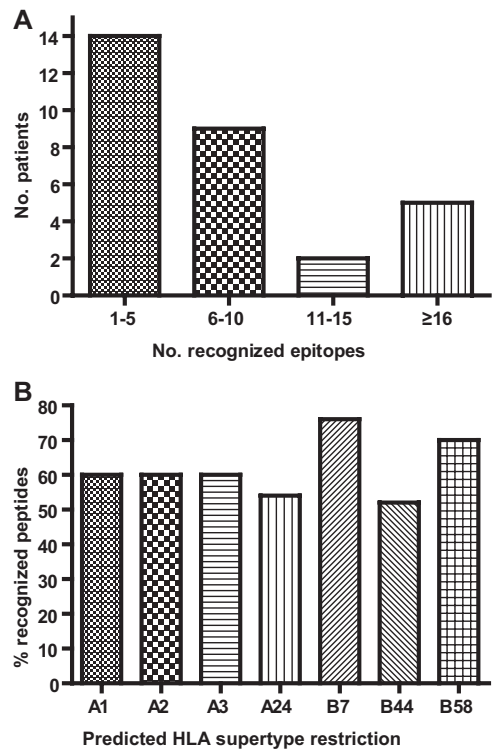 A
No. patients
14
12
10
8
6
4
2
0
1-5 6-10 11-15 ≥16
No. recognized epitopes
B
% recognized peptides
80
70
60
50
40
30
20
10
0
A1 A2 A3 A24 B7 B44 B58
Predicted HLA supertype restriction